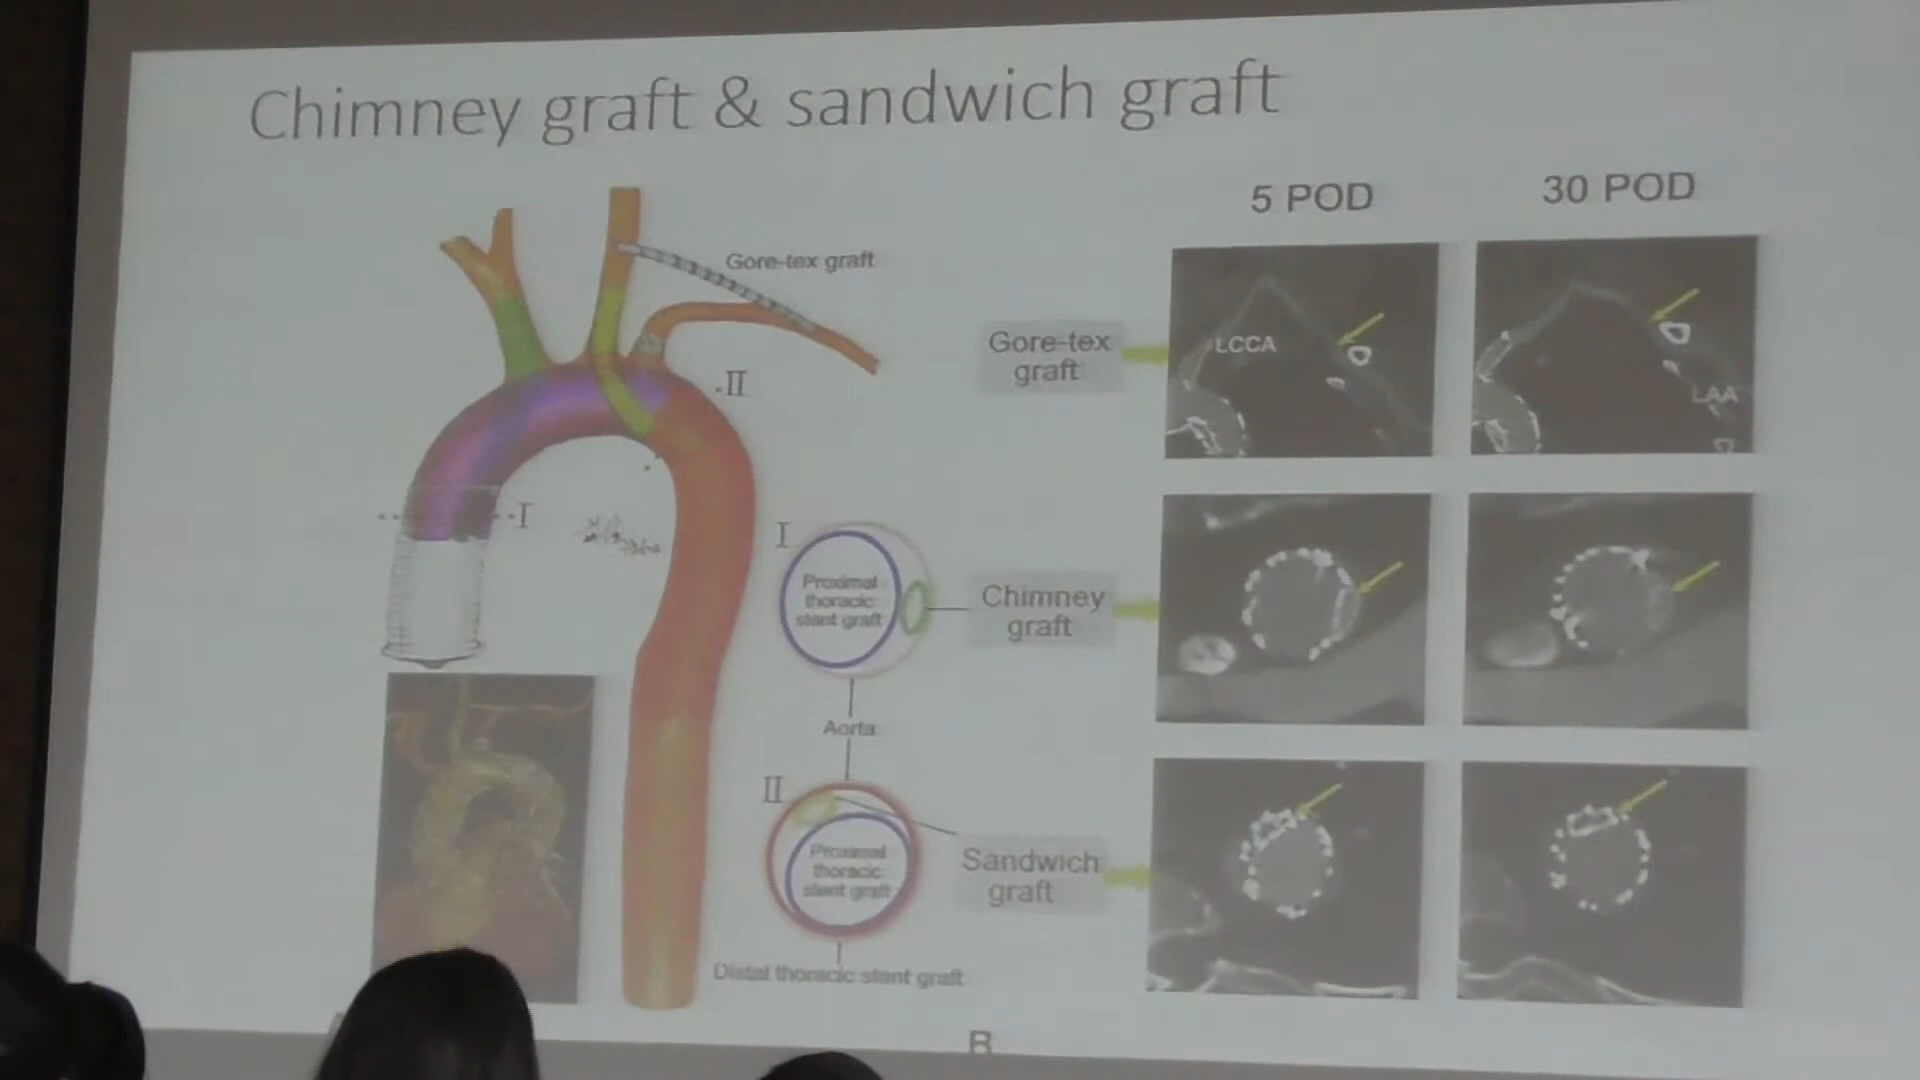 Chimney graft & sandwich graft
5 POD
30 POD
Gore-tex graft
Gore-tex
graft
LCCA
LAA
II
I
I
Proximal
thoracic
stent graft
Chimney
graft
Aorta
II
Proximal
thoracic
stent graft
Sandwich
graft
Distal thoracic stent graft
B